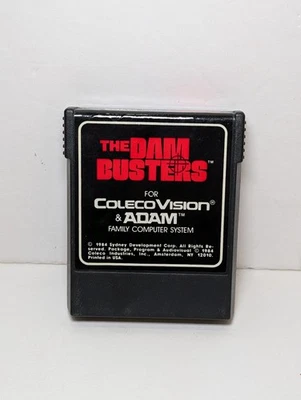 THE DAM
BUSTERS
FOR
COLECOVISION®
& ADAM™
FAMILY COMPUTER SYSTEM
© 1984 Sydney Development Corp. All Rights Re-
served. Package, Program & Audiovisual © 1984
Coleco Industries, Inc., Amsterdam, NY 12010.
Printed in USA.